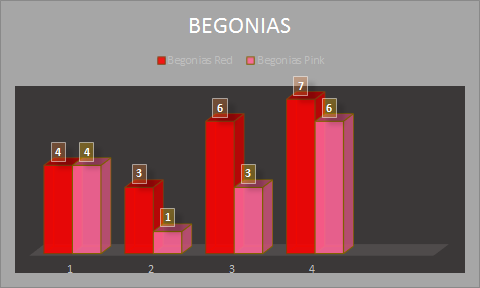 BEGONIAS
Begonias Red Begonias Pink
7
6 6
4 4 3 3
1
1 2 3 4